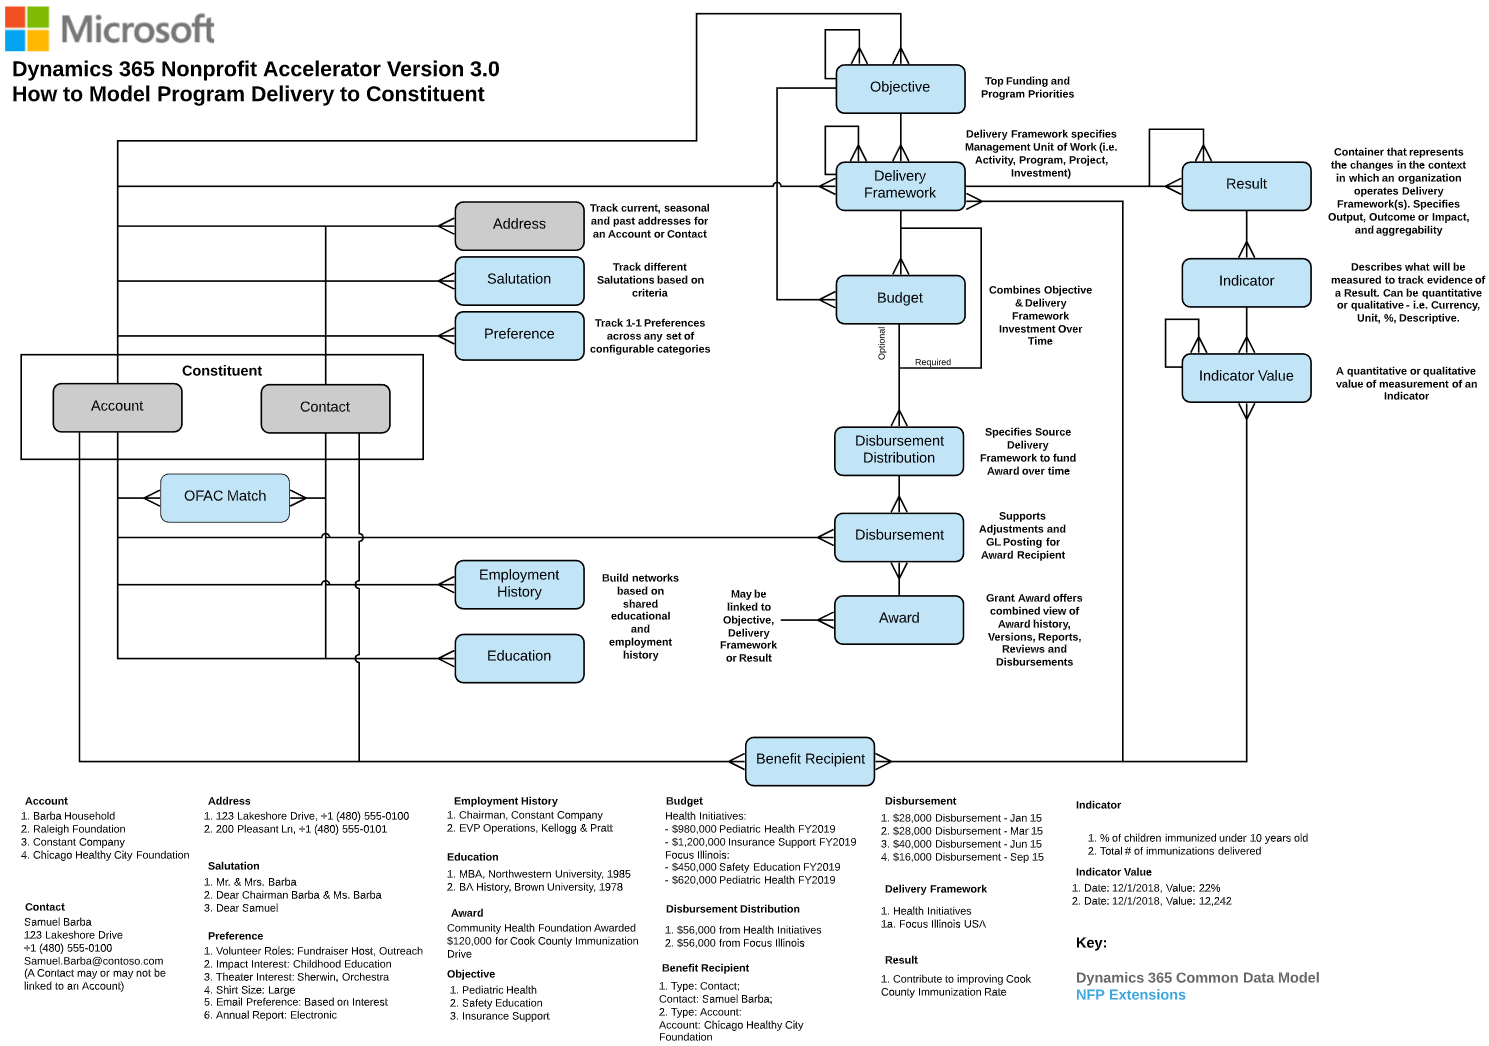 Microsoft
Dynamics 365 Nonprofit Accelerator Version 3.0
How to Model Program Delivery to Constituent
Objective
Top Funding and
Program Priorities
Delivery
Framework
Delivery Framework specifies
Management Unit of Work (i.e.
Activity, Program, Project,
Investment)
Result
Container that represents
the changes in the context
in which an organization
operates Delivery
Framework(s). Specifies
Output, Outcome or Impact,
and aggregability
Address
Track current, seasonal
and past addresses for
an Account or Contact
Salutation
Track different
Salutations based on
criteria
Preference
Track 1-1 Preferences
across any set of
configurable categories
Budget
Combines Objective
& Delivery
Framework
Investment Over
Time
Optional
Required
Indicator
Describes what will be
measured to track evidence of
a Result. Can be quantitative
or qualitative - i.e. Currency,
Unit, %, Descriptive.
Indicator Value
A quantitative or qualitative
value of measurement of an
Indicator
Constituent
Account
Contact
OFAC Match
Disbursement
Distribution
Specifies Source
Delivery
Framework to fund
Award over time
Disbursement
Supports
Adjustments and
GL Posting for
Award Recipient
Employment
History
Education
Build networks
based on
shared
educational
and
employment
history
May be
linked to
Objective,
Delivery
Framework
or Result
Award
Grant Award offers
combined view of
Award history,
Versions, Reports,
Reviews and
Disbursements
Benefit Recipient
Account
1. Barba Household
2. Raleigh Foundation
3. Constant Company
4. Chicago Healthy City Foundation
Contact
Samuel Barba
123 Lakeshore Drive
+1 (480) 555-0100
Samuel.Barba@contoso.com
(A Contact may or may not be
linked to an Account)
Address
1. 123 Lakeshore Drive, +1 (480) 555-0100
2. 200 Pleasant Ln, +1 (480) 555-0101
Salutation
1. Mr. & Mrs. Barba
2. Dear Chairman Barba & Ms. Barba
3. Dear Samuel
Preference
1. Volunteer Roles: Fundraiser Host, Outreach
2. Impact Interest: Childhood Education
3. Theater Interest: Sherwin, Orchestra
4. Shirt Size: Large
5. Email Preference: Based on Interest
6. Annual Report: Electronic
Employment History
1. Chairman, Constant Company
2. EVP Operations, Kellogg & Pratt
Education
1. MBA, Northwestern University, 1985
2. BA History, Brown University, 1978
Award
Community Health Foundation Awarded
$120,000 for Cook County Immunization
Drive
Objective
1. Pediatric Health
2. Safety Education
3. Insurance Support
Budget
Health Initiatives:
- $980,000 Pediatric Health FY2019
- $1,200,000 Insurance Support FY2019
Focus Illinois:
- $450,000 Safety Education FY2019
- $620,000 Pediatric Health FY2019
Disbursement Distribution
1. $56,000 from Health Initiatives
2. $56,000 from Focus Illinois
Benefit Recipient
1. Type: Contact;
Contact: Samuel Barba;
2. Type: Account:
Account: Chicago Healthy City
Foundation
Disbursement
1. $28,000 Disbursement - Jan 15
2. $28,000 Disbursement - Mar 15
3. $40,000 Disbursement - Jun 15
4. $16,000 Disbursement - Sep 15
Delivery Framework
1. Health Initiatives
1a. Focus Illinois USA
Result
1. Contribute to improving Cook
County Immunization Rate
Indicator
1. % of children immunized under 10 years old
2. Total # of immunizations delivered
Indicator Value
1. Date: 12/1/2018, Value: 22%
2. Date: 12/1/2018, Value: 12,242
Key:
Dynamics 365 Common Data Model
NFP Extensions